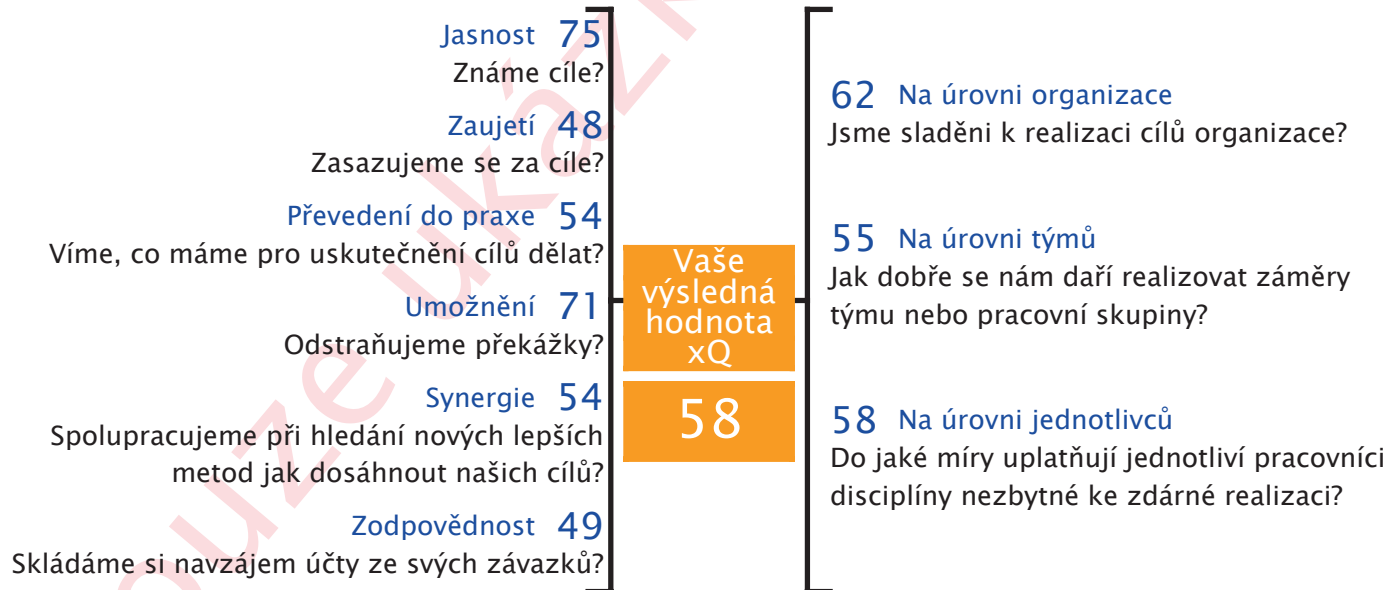 Jasnost 75
Známe cíle?
Zaujetí 48
Zasazujeme se za cíle?
Převedení do praxe 54
Víme, co máme pro uskutečnění cílů dělat?
Umožnění 71
Odstraňujeme překážky?
Synergie 54
Spolupracujeme při hledání nových lepších
metod jak dosáhnout našich cílů?
Zodpovědnost 49
Skládáme si navzájem účty ze svých závazků?
Vaše
výsledná
hodnota
xQ
58
62 Na úrovni organizace
Jsme sladěni k realizaci cílů organizace?
55 Na úrovni týmů
Jak dobře se nám daří realizovat záměry
týmu nebo pracovní skupiny?
58 Na úrovni jednotlivců
Do jaké míry uplatňují jednotliví pracovníci
disciplíny nezbytné ke zdárné realizaci?